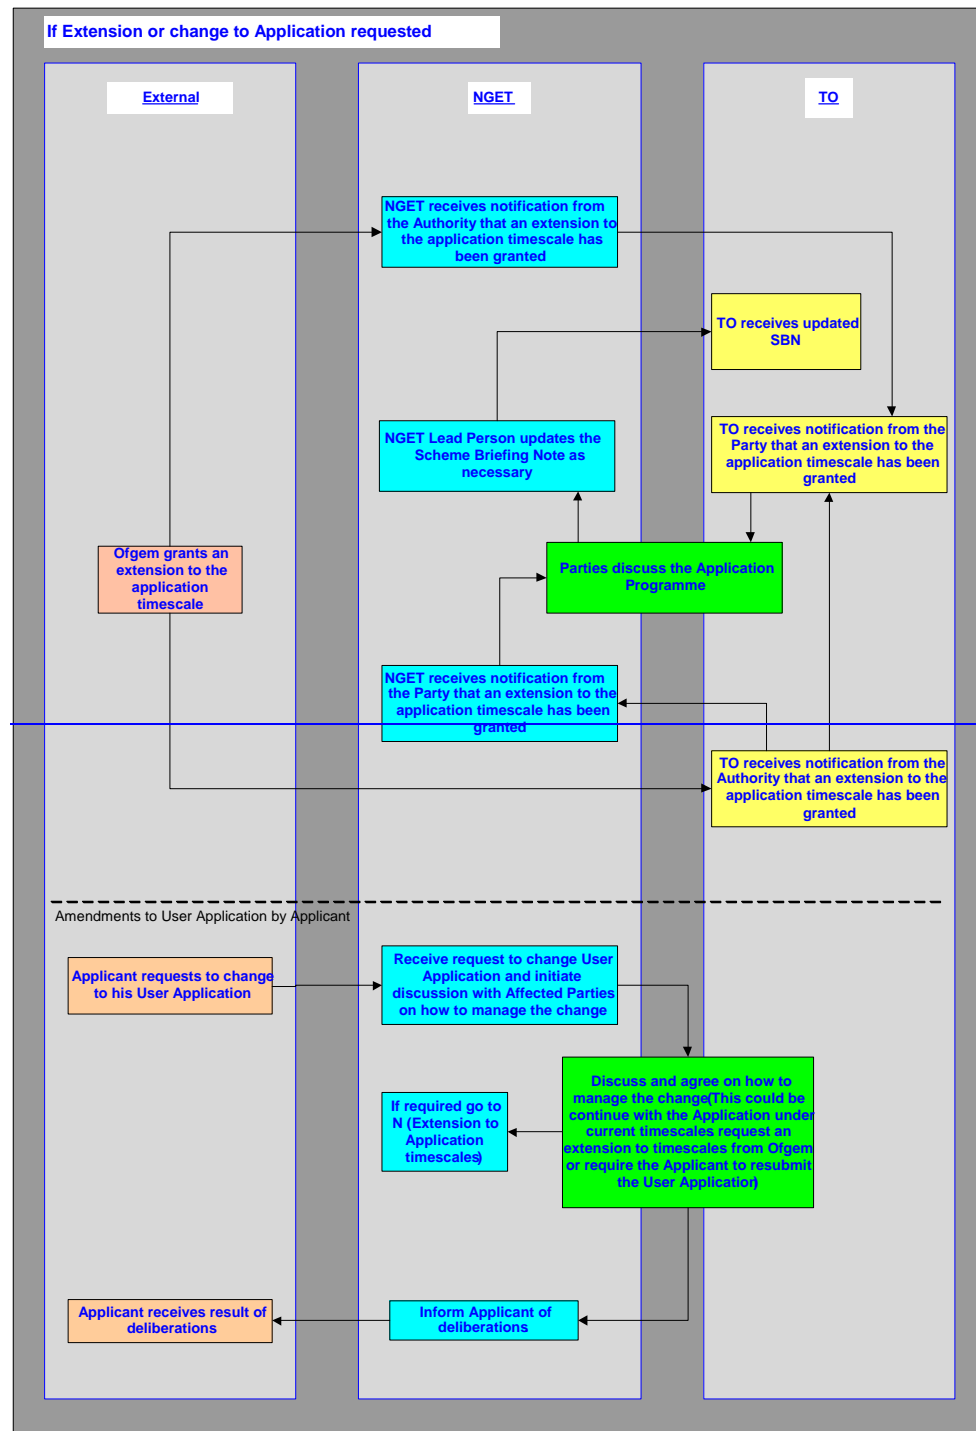 If Extension or change to Application requested
External
NGET
TO
NGET receives notification from
the Authority that an extension to
the application timescale has
been granted
TO receives updated
SBN
NGET Lead Person updates the
Scheme Briefing Note as
necessary
TO receives notification from the
Party that an extension to the
application timescale has been
granted
Ofgem grants an
extension to the
application
timescale
Parties discuss the Application
Programme
NGET receives notification from
the Party that an extension to the
application timescale has been
granted
TO receives notification from the
Authority that an extension to the
application timescale has been
granted
Amendments to User Application by Applicant
Applicant requests to change
to his User Application
Receive request to change User
Application and initiate
discussion with Affected Parties
on how to manage the change
Discuss and agree on how to
manage the change(This could be
continue with the Application under
current timescales request an
extension to timescales from Ofgem
or require the Applicant to resubmit
the User Application)
If required go to
N (Extension to
Application
timescales)
Applicant receives result of
deliberations
Inform Applicant of
deliberations